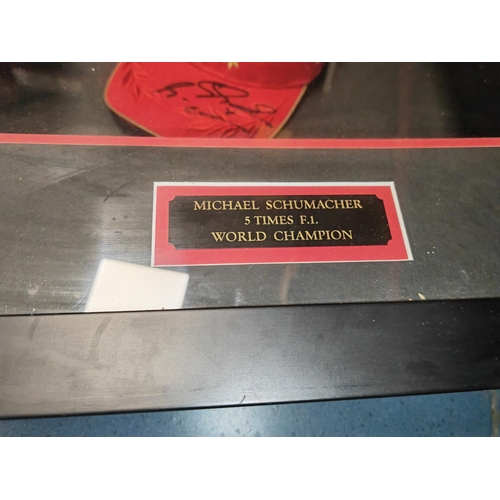 MICHAEL SCHUMACHER
5 TIMES F.1.
WORLD CHAMPION